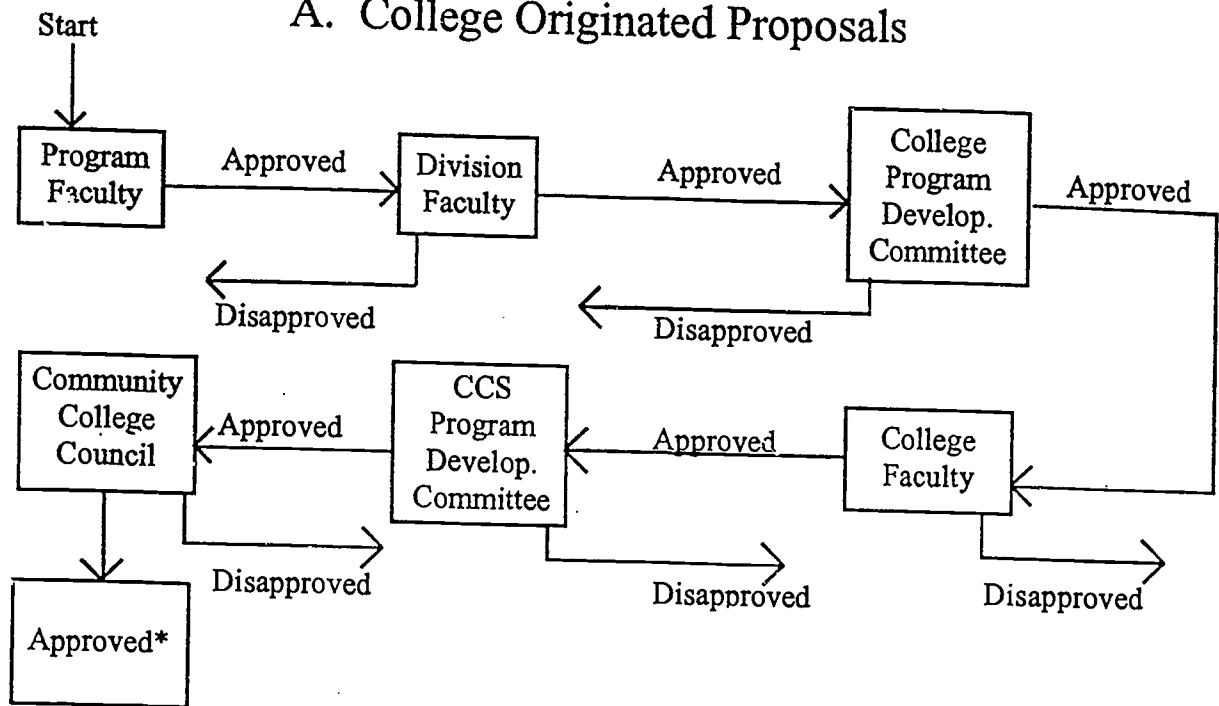 A. College Originated Proposals
Start
Program
Faculty
Approved
Division
Faculty
Approved
College
Program
Develop.
Committee
Approved
Disapproved
Disapproved
Community
College
Council
Approved
CCS
Program
Develop.
Committee
Approved
College
Faculty
Disapproved
Disapproved
Disapproved
Approved*